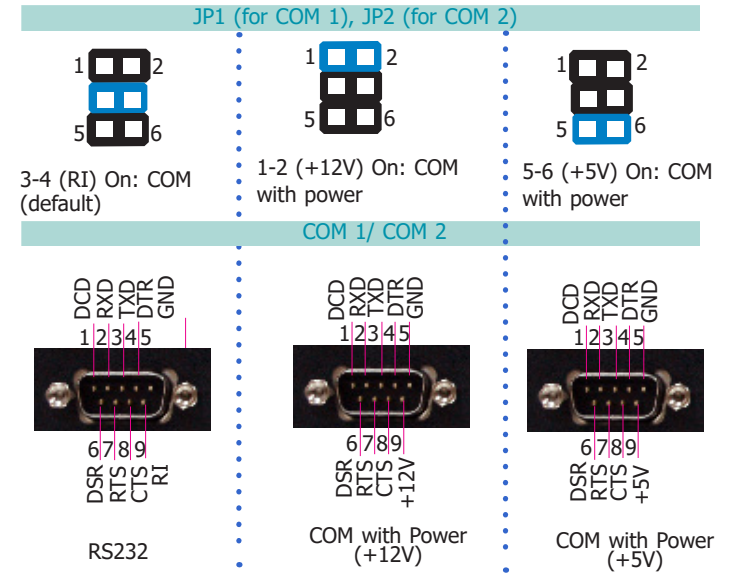 JP1 (for COM 1), JP2 (for COM 2)
1 2
5 6
3-4 (RI) On: COM
(default)
1 2
5 6
1-2 (+12V) On: COM
with power
1 2
5 6
5-6 (+5V) On: COM
with power
COM 1/ COM 2
DCD RXD TXD DTR GND
1 2 3 4 5
6 7 8 9
DSR RTS CTS RI
RS232
DCD RXD TXD DTR GND
1 2 3 4 5
6 7 8 9
DSR RTS CTS +12V
COM with Power
(+12V)
DCD RXD TXD DTR GND
1 2 3 4 5
6 7 8 9
DSR RTS CTS +5V
COM with Power
(+5V)